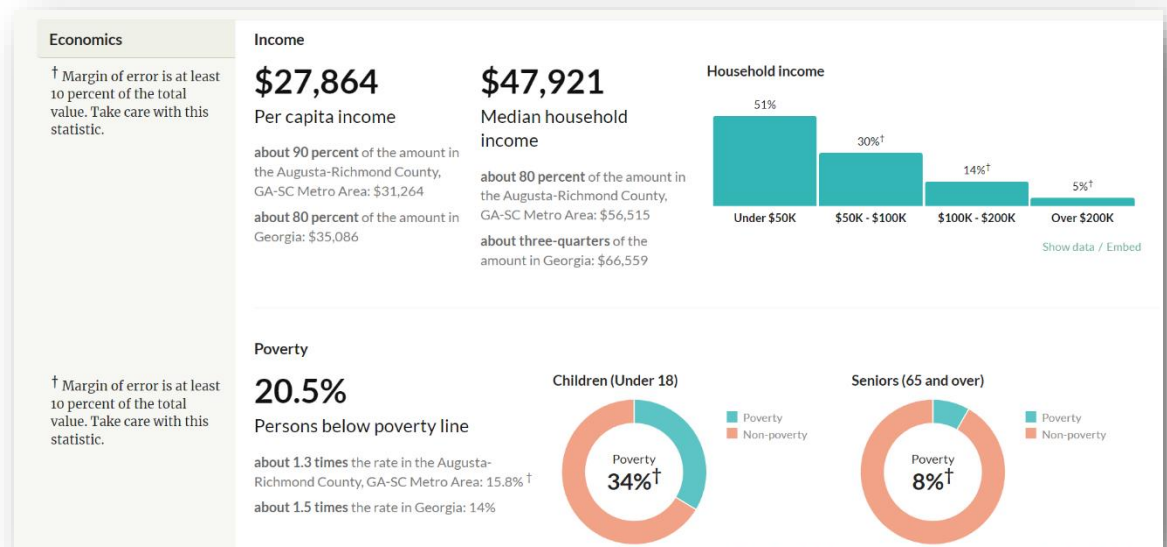 Economics
† Margin of error is at least
10 percent of the total
value. Take care with this
statistic.
Income
$27,864
Per capita income
about 90 percent of the amount in
the Augusta-Richmond County,
GA-SC Metro Area: $31,264
about 80 percent of the amount in
Georgia: $35,086
$47,921
Median household
income
about 80 percent of the amount in
the Augusta-Richmond County,
GA-SC Metro Area: $56,515
about three-quarters of the
amount in Georgia: $66,559
Household income
51%
30%†
14%†
5%†
Under $50K
$50K - $100K
$100K - $200K
Over $200K
Show data / Embed
† Margin of error is at least
10 percent of the total
value. Take care with this
statistic.
Poverty
20.5%
Persons below poverty line
about 1.3 times the rate in the Augusta-
Richmond County, GA-SC Metro Area: 15.8% †
about 1.5 times the rate in Georgia: 14%
Children (Under 18)
Poverty
Non-poverty
Poverty
34%†
Seniors (65 and over)
Poverty
Non-poverty
Poverty
8%†